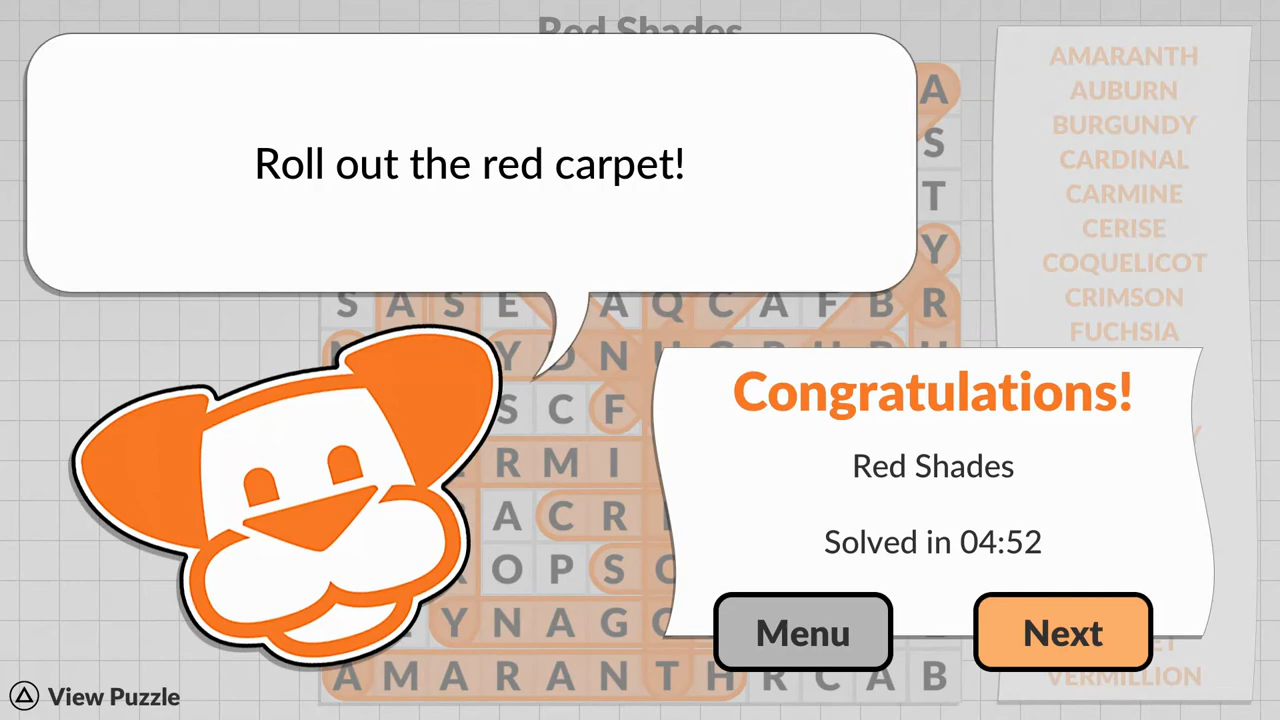 Red Shades
Roll out the red carpet!
AMARANTH
AUBURN
BURGUNDY
CARDINAL
CARMINE
CERISE
COQUELICOT
CRIMSON
FUCHSIA
VERMILLION
A
S
T
Y
S A S E A Q C A F B R
Y D N
S C F
R M I
A C R
O P S
Y N A G
A M A R A N T H R C A B
Congratulations!
Red Shades
Solved in 04:52
Menu
Next
View Puzzle